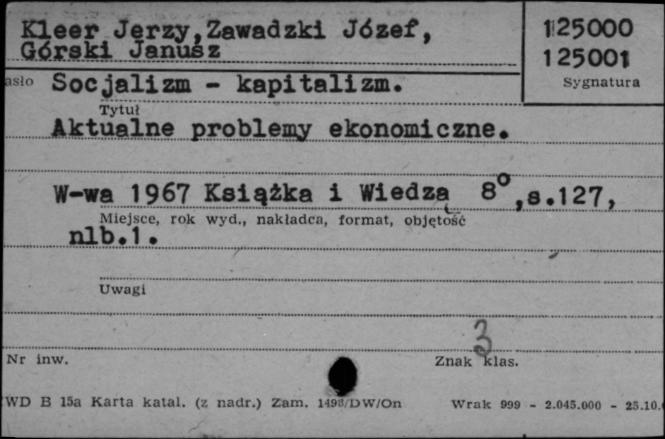 Kleer Jerzy,Zawadzki Józef,
Górski Janusz
125000
125001
Sygnatura
asło Socjalizm - kapitalizm.
Tytuł
Aktualne problemy ekonomiczne.
W-wa 1967 Książka i Wiedza 8°,s.127,
Miejsce, rok wyd., nakładca, format, objętość
nlb.1.
Uwagi
3
Nr inw.
Znak klas.
WD B 15a Karta katal. (z nadr.) Zam. 1498/DW/On Wrak 999 - 2.045.000 - 25.10.